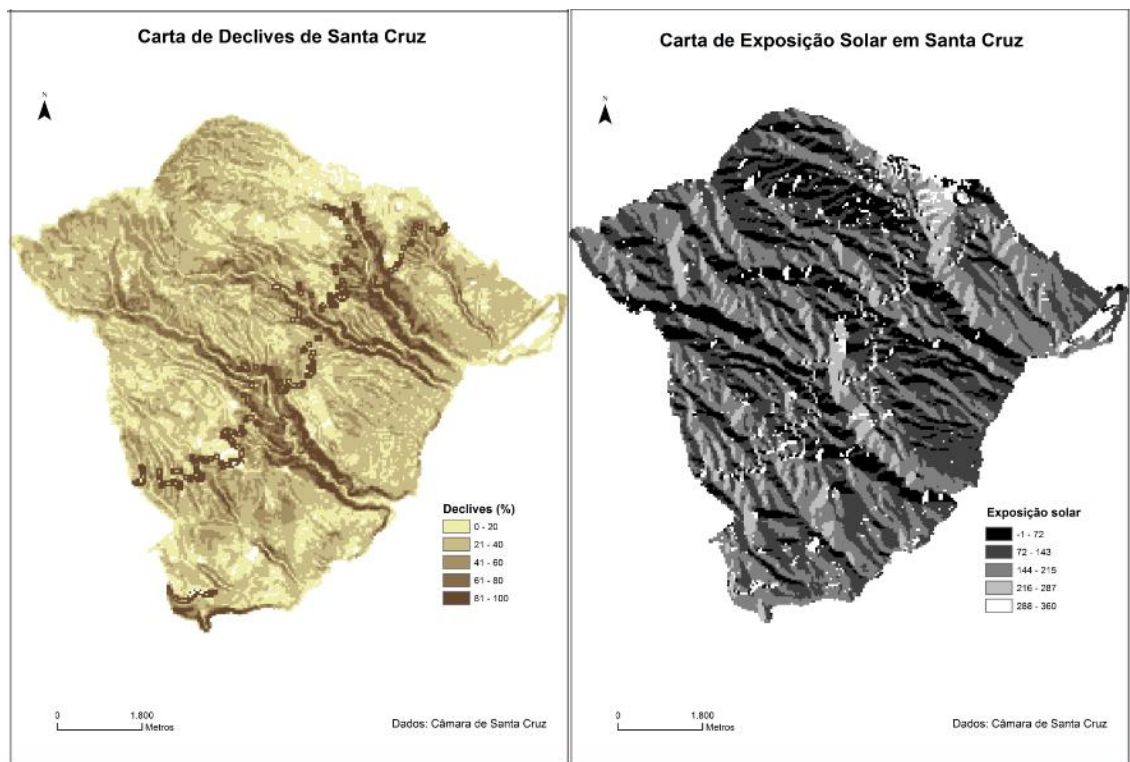 Carta de Declives de Santa Cruz
N
Declives (%)
0 - 20
21 - 40
41 - 60
61 - 80
81 - 100
0 1.800
Metros
Dados: Câmara de Santa Cruz
Carta de Exposição Solar em Santa Cruz
N
Exposição solar
-1 - 72
72 - 143
144 - 215
216 - 287
288 - 360
0 1.800
Metros
Dados: Câmara de Santa Cruz